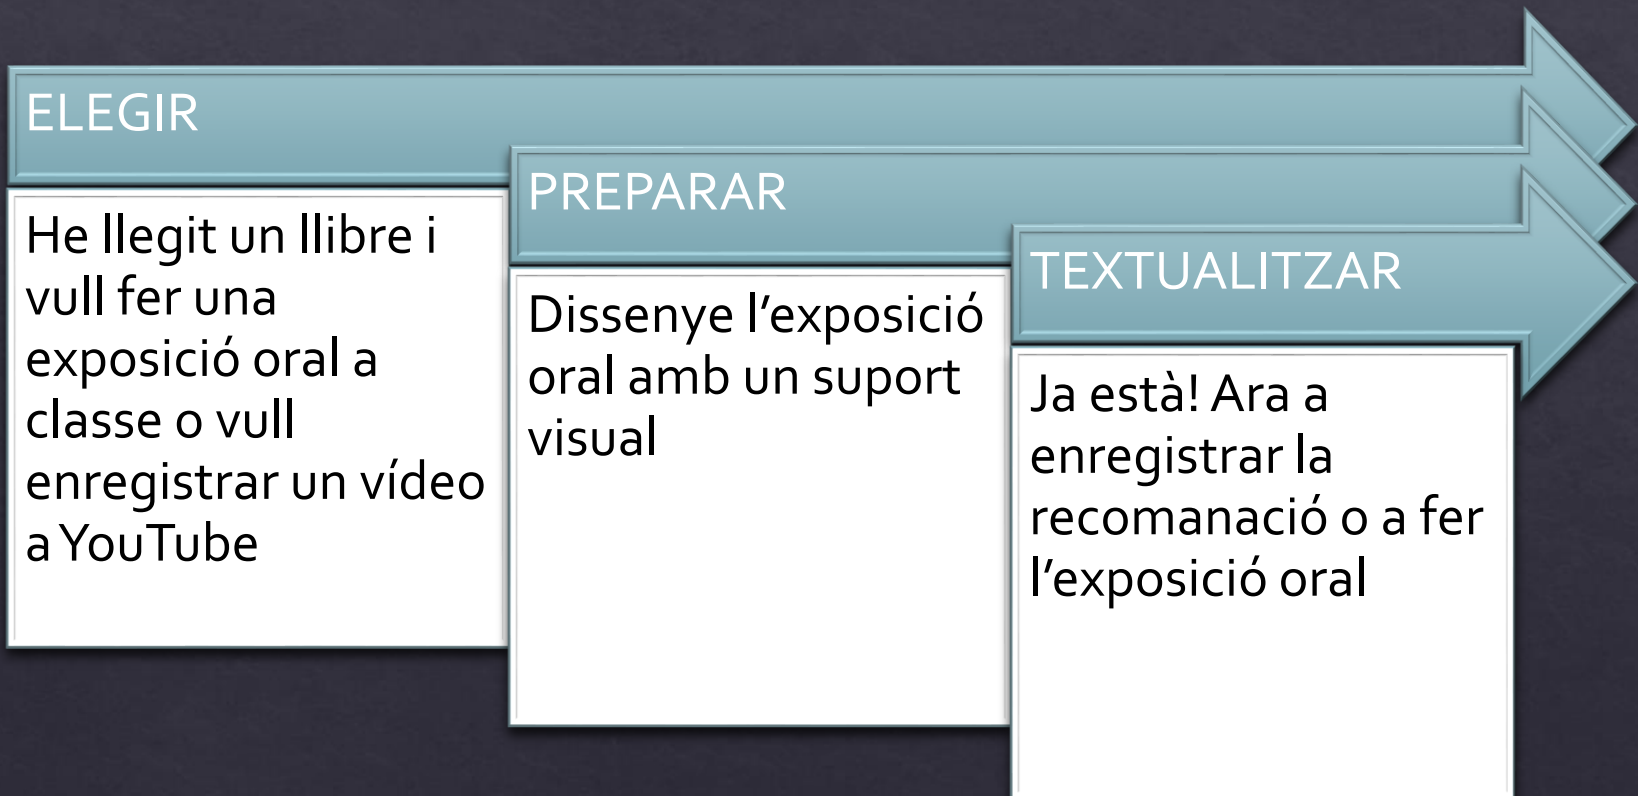 ELEGIR
He llegit un llibre i
vull fer una
exposició oral a
classe o vull
enregistrar un vídeo
a YouTube
PREPARAR
Dissenye l’exposició
oral amb un suport
visual
TEXTUALITZAR
Ja està! Ara a
enregistrar la
recomanació o a fer
l’exposició oral